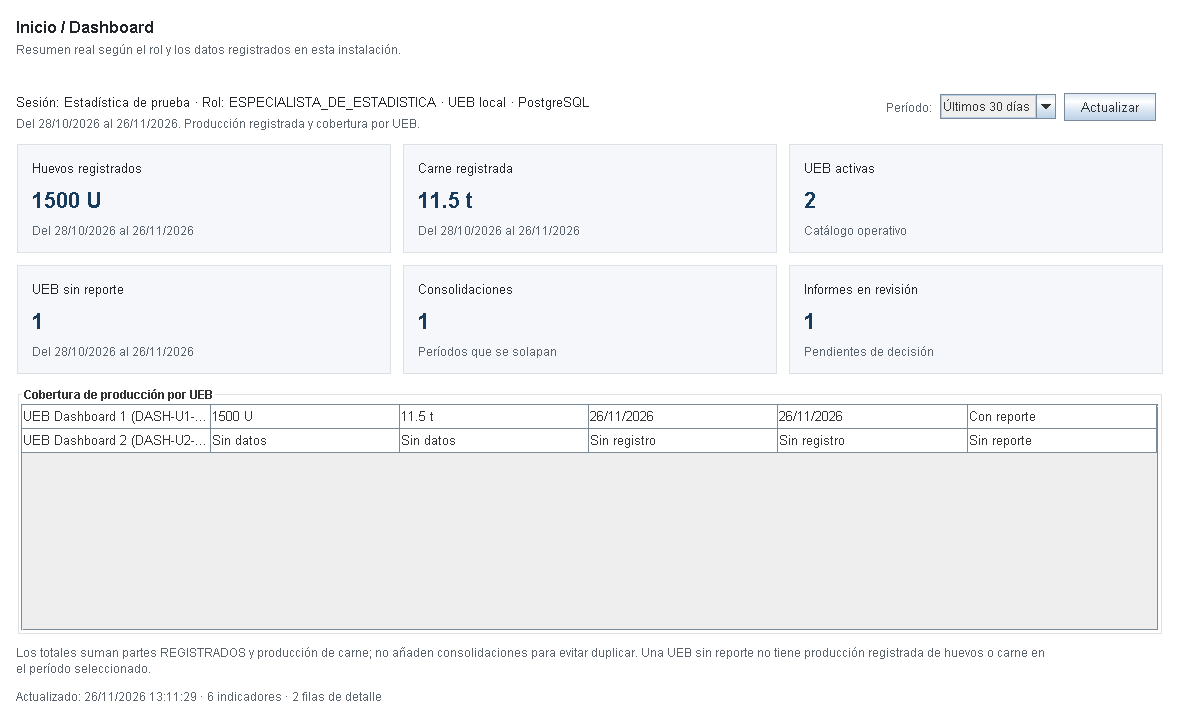 Inicio / Dashboard
Resumen real según el rol y los datos registrados en esta instalación.
Sesión: Estadística de prueba · Rol: ESPECIALISTA_DE_ESTADISTICA · UEB local · PostgreSQL
Período: Últimos 30 días Actualizar
Del 28/10/2026 al 26/11/2026. Producción registrada y cobertura por UEB.
Huevos registrados
1500 U
Del 28/10/2026 al 26/11/2026
Carne registrada
11.5 t
Del 28/10/2026 al 26/11/2026
UEB activas
2
Catálogo operativo
UEB sin reporte
1
Del 28/10/2026 al 26/11/2026
Consolidaciones
1
Períodos que se solapan
Informes en revisión
1
Pendientes de decisión
Cobertura de producción por UEB
UEB Dashboard 1 (DASH-U1-... 1500 U 11.5 t 26/11/2026 26/11/2026 Con reporte
UEB Dashboard 2 (DASH-U2-... Sin datos Sin datos Sin registro Sin registro Sin reporte
Los totales suman partes REGISTRADOS y producción de carne; no añaden consolidaciones para evitar duplicar. Una UEB sin reporte no tiene producción registrada de huevos o carne en
el período seleccionado.
Actualizado: 26/11/2026 13:11:29 · 6 indicadores · 2 filas de detalle